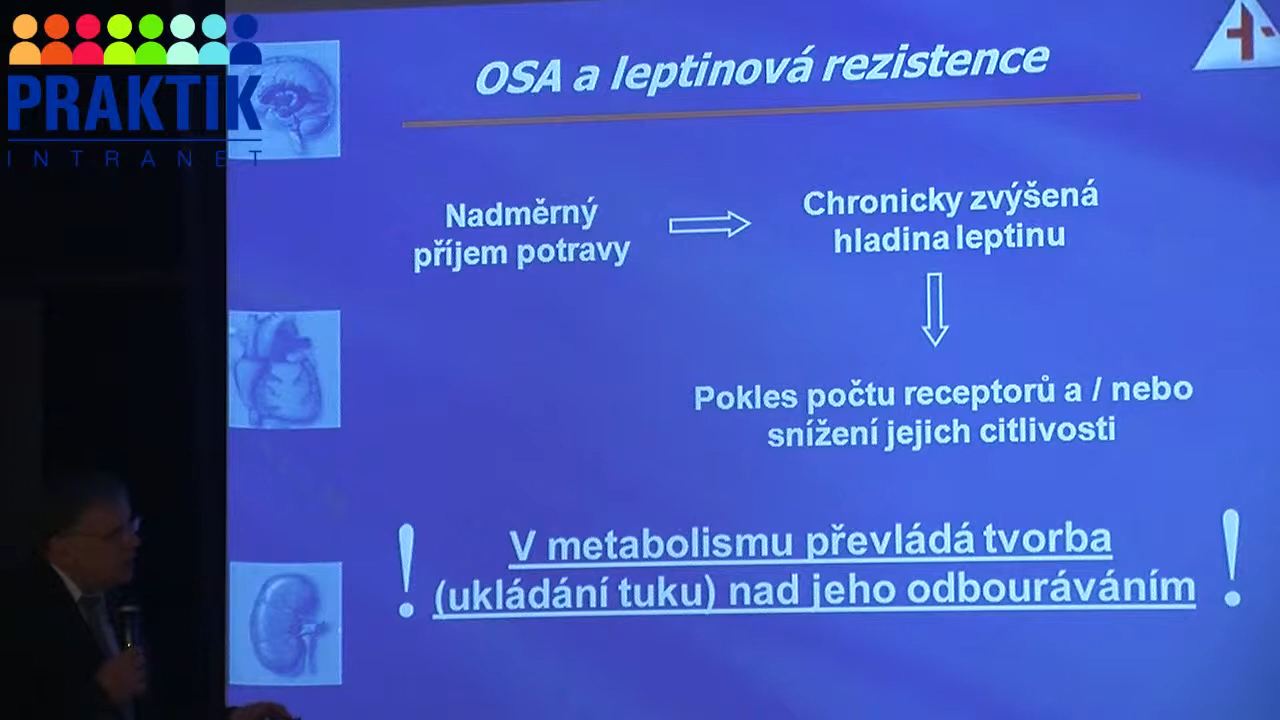 PRAKTIK
INTRANET
OSA a leptinová rezistence
Nadměrný
příjem potravy
Chronicky zvýšená
hladina leptinu
Pokles počtu receptorů a / nebo
snížení jejich citlivosti
! V metabolismu převládá tvorba !
(ukládání tuku) nad jeho odbouráváním